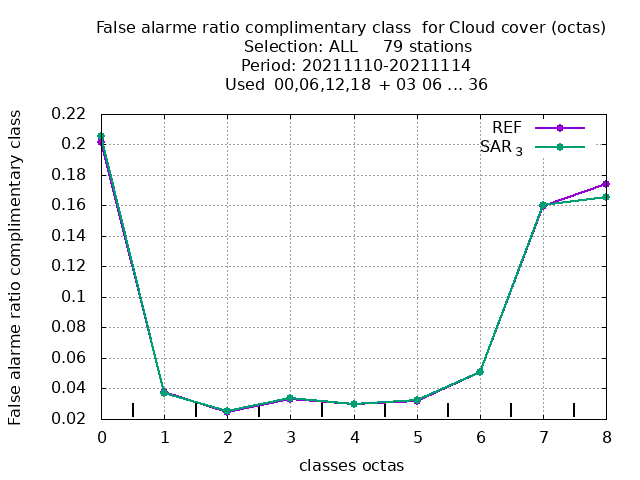 False alarme ratio complimentary class  for Cloud cover (octas)
Selection: ALL     79 stations
Period: 20211110-20211114
Used  00,06,12,18 + 03 06 ... 36
False alarme ratio complimentary class
0.22
0.2
0.18
0.16
0.14
0.12
0.1
0.08
0.06
0.04
0.02
REF
SAR 3
0 1 2 3 4 5 6 7 8
classes octas